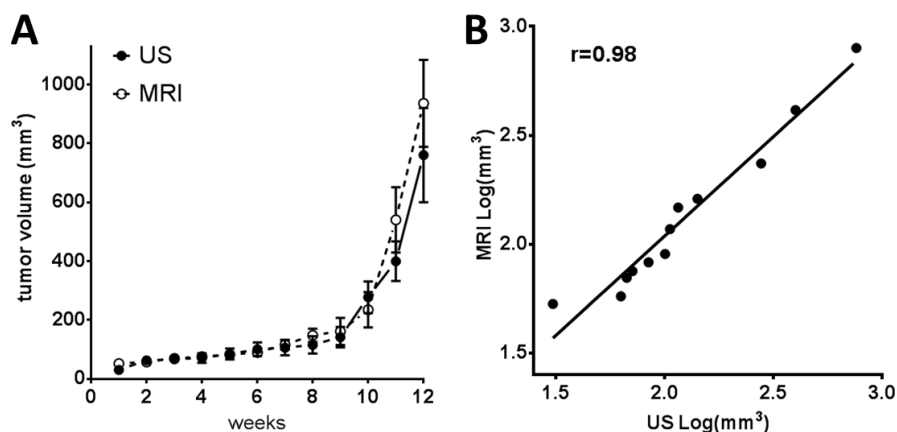 A
US
MRI
tumor volume (mm³)
1000
800
600
400
200
0
0 2 4 6 8 10 12
weeks
B
r=0.98
MRI Log(mm³)
3.0
2.5
2.0
1.5
1.5 2.0 2.5 3.0
US Log(mm³)